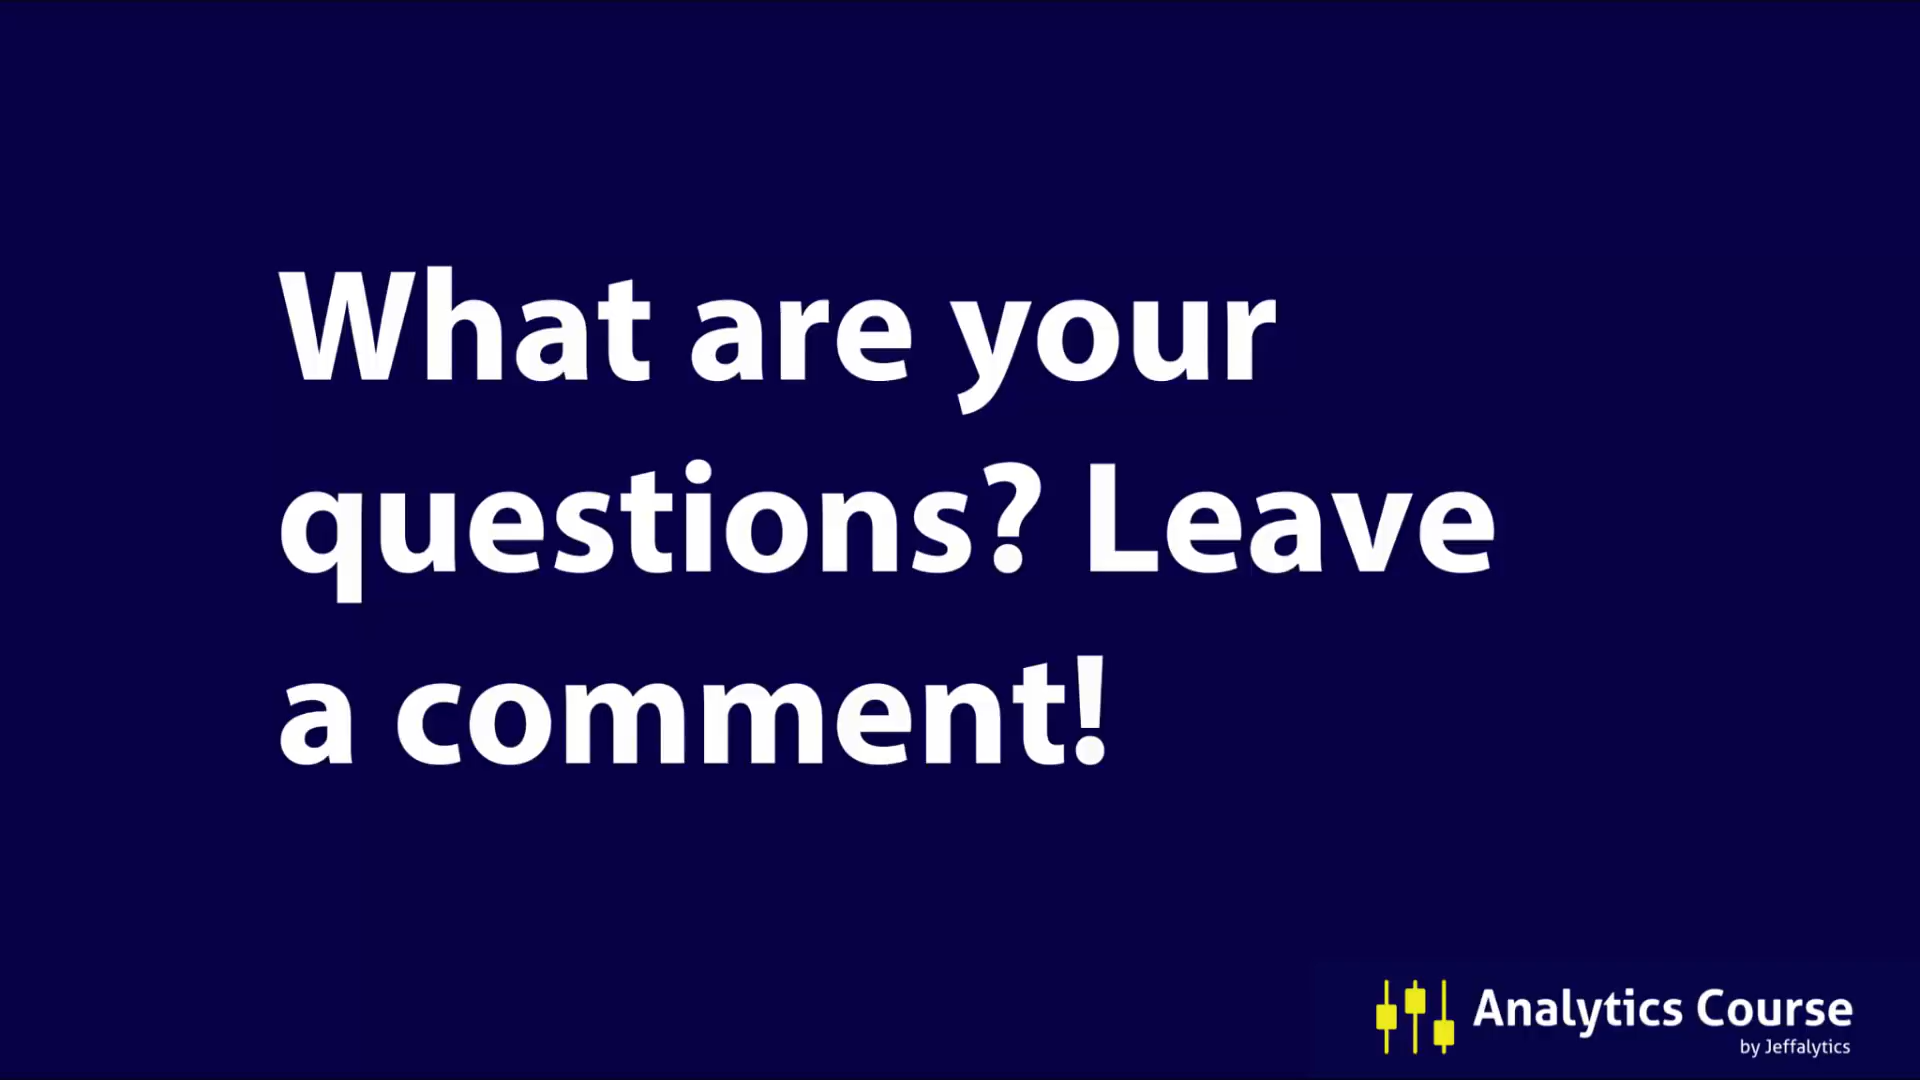 What are your
questions? Leave
a comment!
Analytics Course
by Jeffalytics